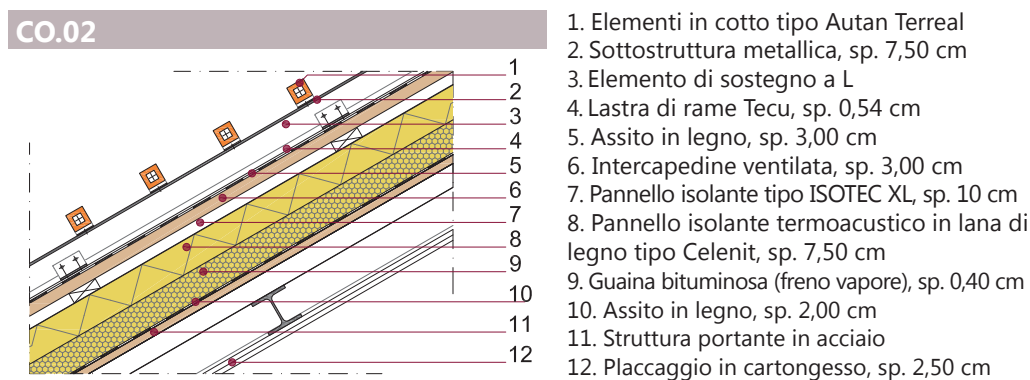 CO.02
1
2
3
4
5
6
7
8
9
10
11
12
1. Elementi in cotto tipo Autan Terreal
2. Sottostruttura metallica, sp. 7,50 cm
3. Elemento di sostegno a L
4. Lastra di rame Tecu, sp. 0,54 cm
5. Assito in legno, sp. 3,00 cm
6. Intercapedine ventilata, sp. 3,00 cm
7. Pannello isolante tipo ISOTEC XL, sp. 10 cm
8. Pannello isolante termoacustico in lana di
legno tipo Celenit, sp. 7,50 cm
9. Guaina bituminosa (freno vapore), sp. 0,40 cm
10. Assito in legno, sp. 2,00 cm
11. Struttura portante in acciaio
12. Placcaggio in cartongesso, sp. 2,50 cm